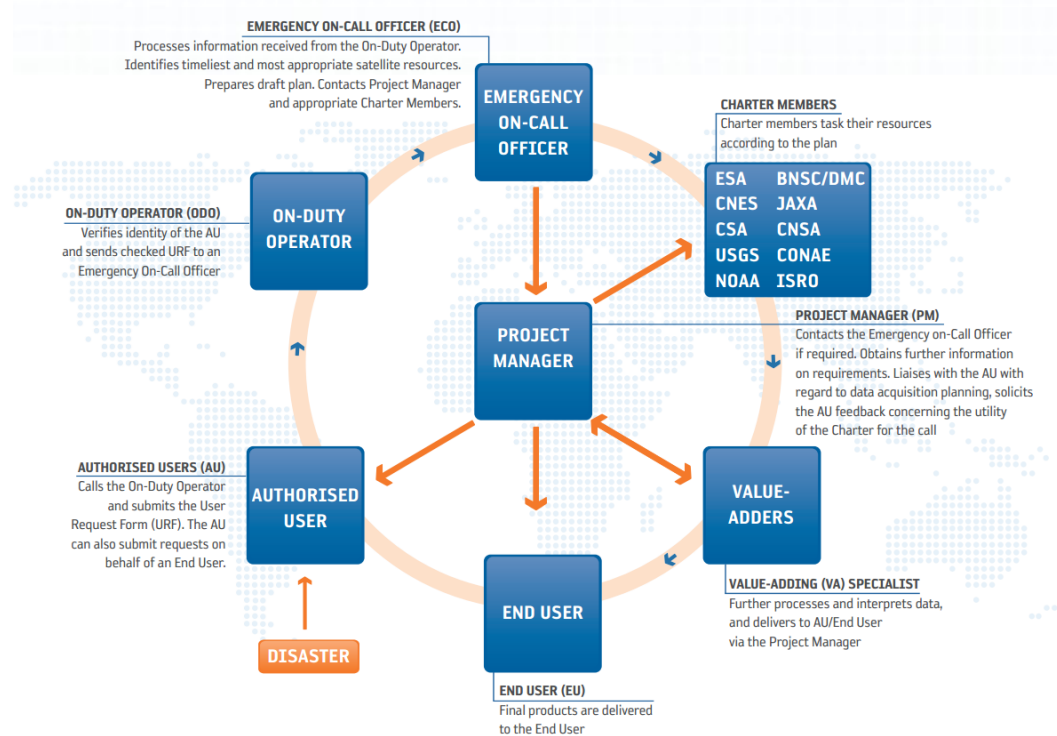 EMERGENCY ON-CALL OFFICER (ECO)
Processes information received from the On-Duty Operator.
Identifies timeliest and most appropriate satellite resources.
Prepares draft plan. Contacts Project Manager
and appropriate Charter Members.
EMERGENCY
ON-CALL
OFFICER
CHARTER MEMBERS
Charter members task their resources
according to the plan
ESA BNSC/DMC
CNES JAXA
CSA CNSA
USGS CONAE
NOAA ISRO
ON-DUTY OPERATOR (ODO)
Verifies identity of the AU
and sends checked URF to an
Emergency On-Call Officer
ON-DUTY
OPERATOR
PROJECT
MANAGER
PROJECT MANAGER (PM)
Contacts the Emergency on-Call Officer
if required. Obtains further information
on requirements. Liaises with the AU with
regard to data acquisition planning, solicits
the AU feedback concerning the utility
of the Charter for the call
AUTHORISED USERS (AU)
Calls the On-Duty Operator
and submits the User
Request Form (URF). The AU
can also submit requests on
behalf of an End User.
AUTHORISED
USER
VALUE-
ADDERS
VALUE-ADDING (VA) SPECIALIST
Further processes and interprets data,
and delivers to AU/End User
via the Project Manager
END USER
DISASTER
END USER (EU)
Final products are delivered
to the End User